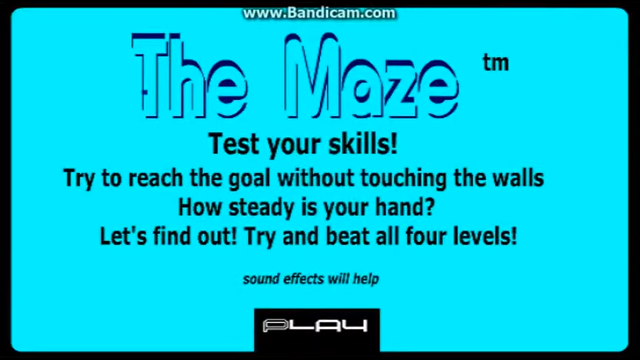 www.Bandicam.com
The Maze tm
Test your skills!
Try to reach the goal without touching the walls
How steady is your hand?
Let's find out! Try and beat all four levels!
sound effects will help
PLAY